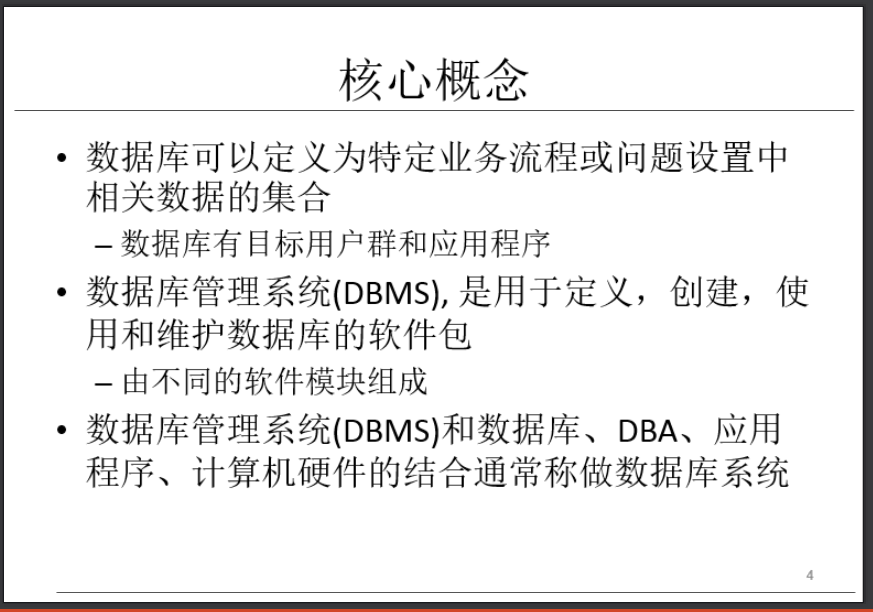 核心概念
• 数据库可以定义为特定业务流程或问题设置中
相关数据的集合
– 数据库有目标用户群和应用程序
• 数据库管理系统(DBMS), 是用于定义，创建，使
用和维护数据库的软件包
– 由不同的软件模块组成
• 数据库管理系统(DBMS)和数据库、DBA、应用
程序、计算机硬件的结合通常称做数据库系统
4